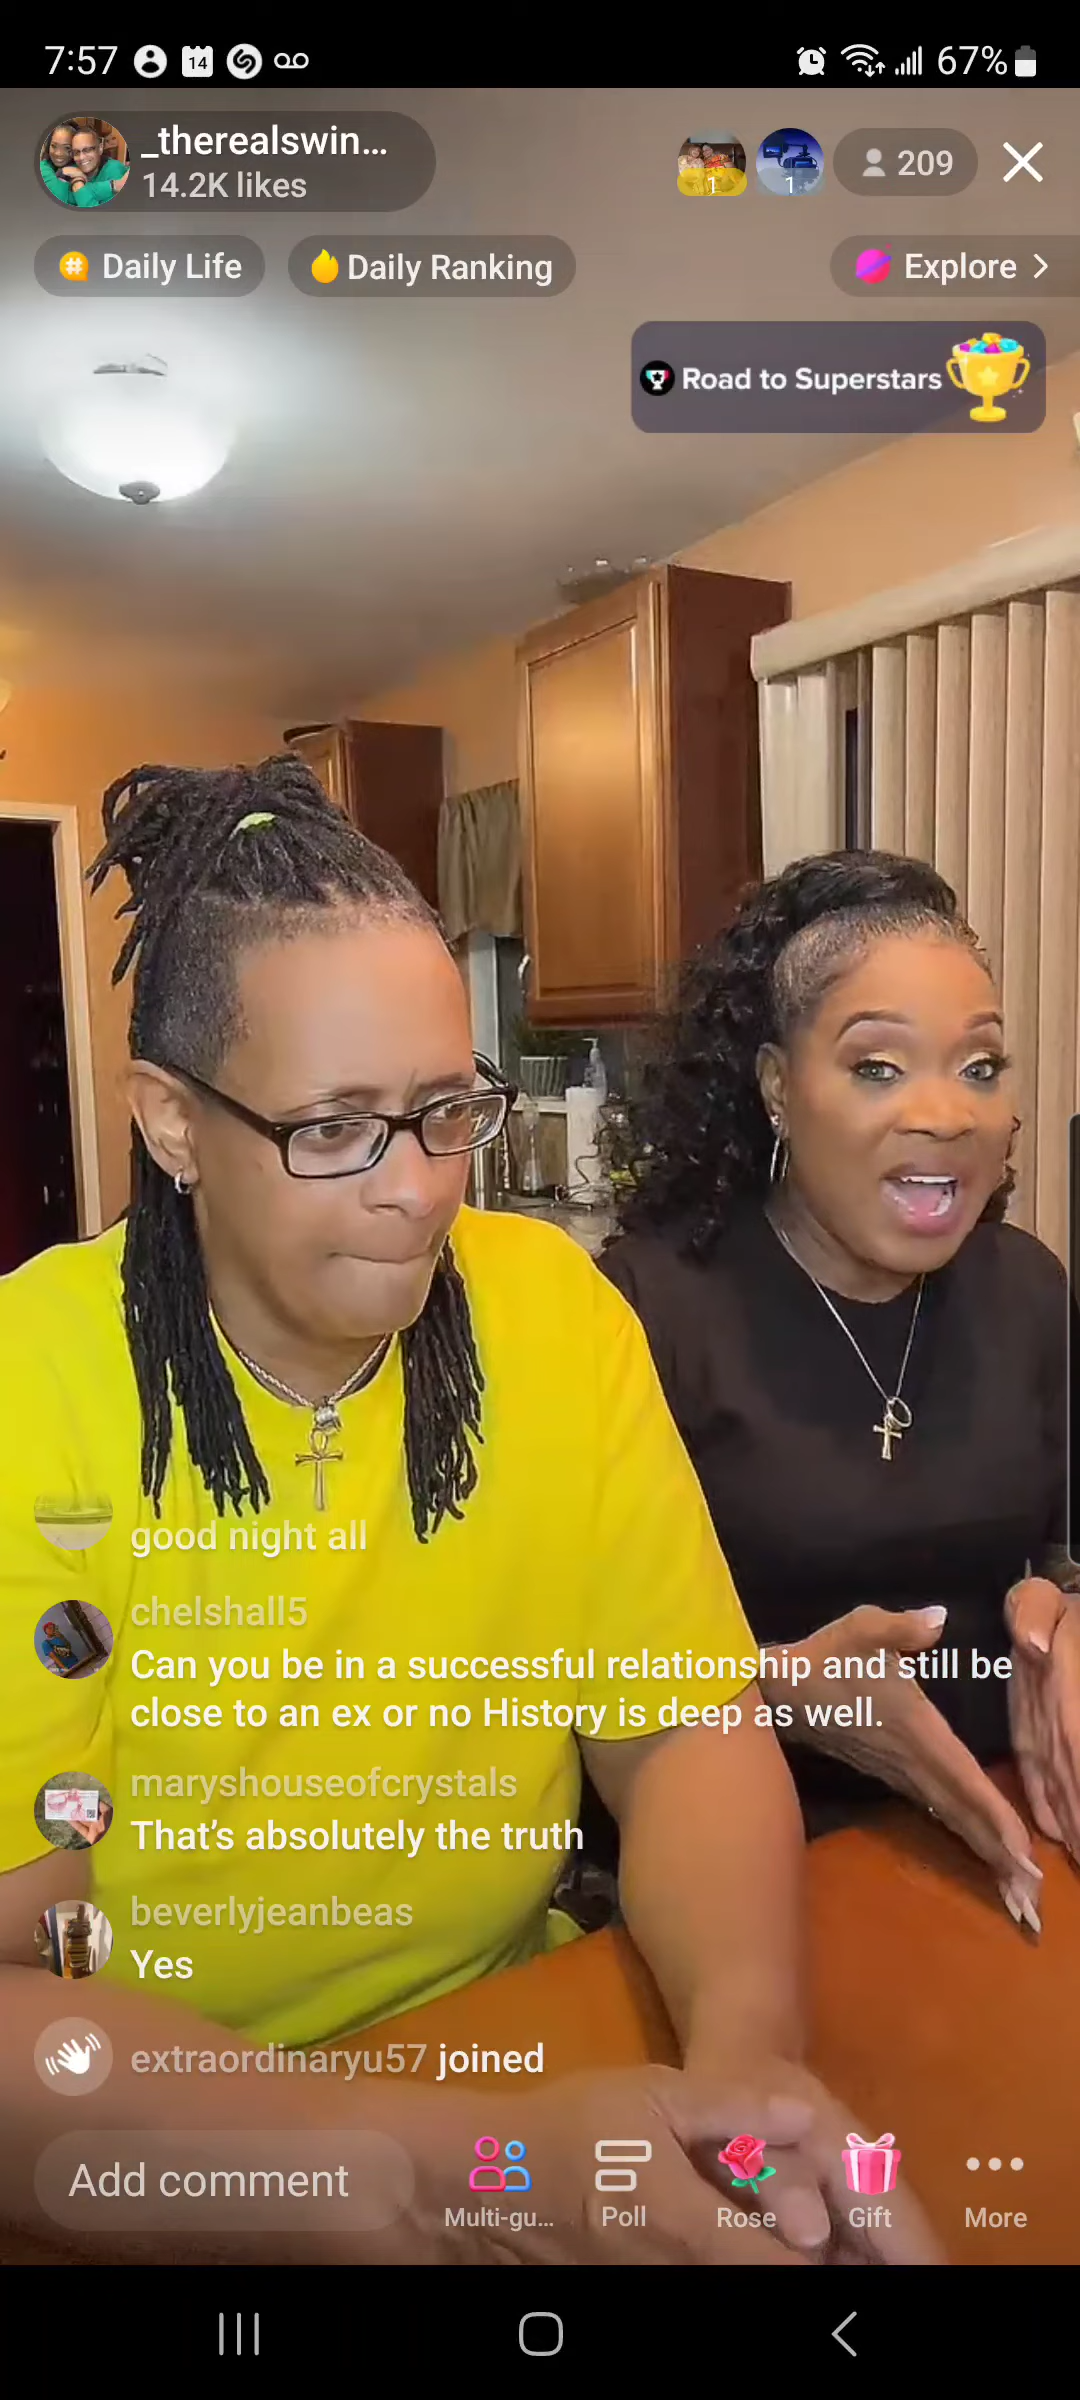 7:57
14
67%
_therealswin...
14.2K likes
1
1
209
Daily Life
Daily Ranking
Explore >
Road to Superstars
good night all
chelshall5
Can you be in a successful relationship and still be
close to an ex or no History is deep as well.
maryshouseofcrystals
That's absolutely the truth
beverlyjeanbeas
Yes
extraordinaryu57 joined
Add comment
Multi-gu...
Poll
Rose
Gift
More